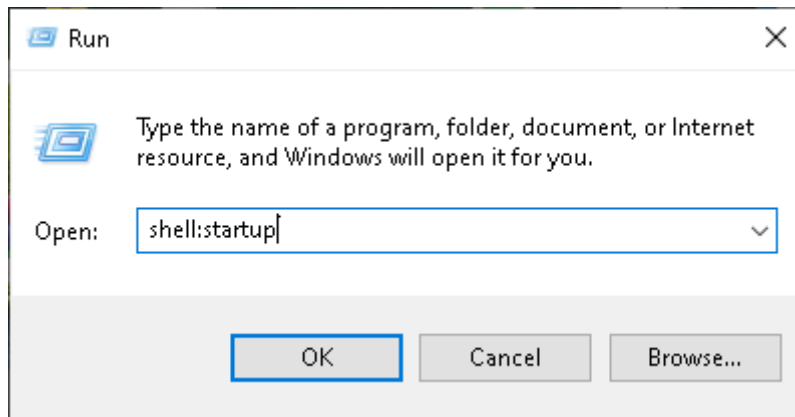 Run
Type the name of a program, folder, document, or Internet
resource, and Windows will open it for you.
Open:
shell:startup
OK
Cancel
Browse...